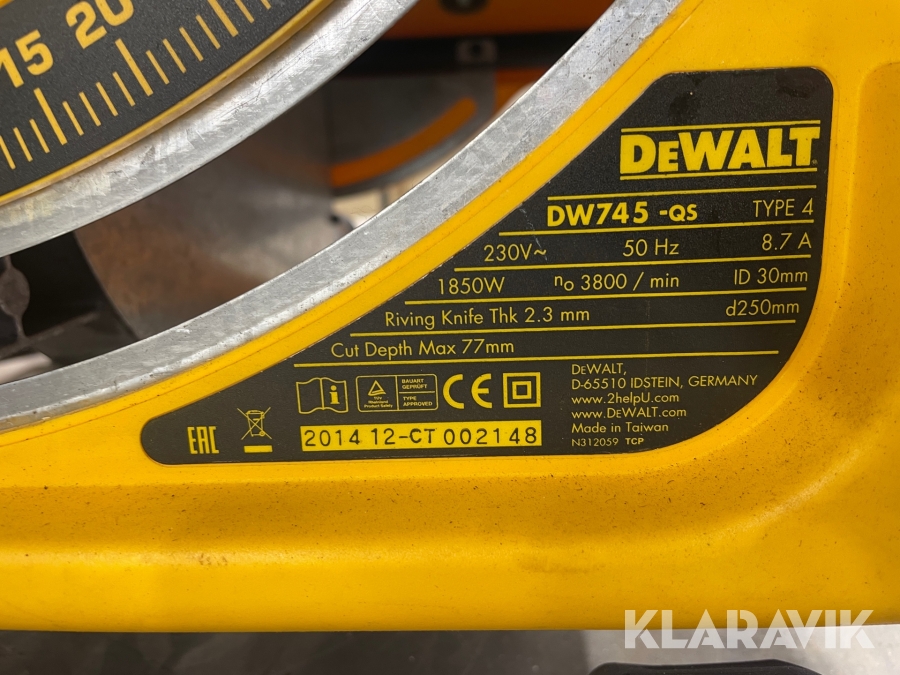 15 20
DEWALT
DW745 -QS TYPE 4
230V~ 50 Hz 8.7 A
1850W no 3800 / min ID 30mm
Riving Knife Thk 2.3 mm d250mm
Cut Depth Max 77mm
DEWALT,
D-65510 IDSTEIN, GERMANY
www.2helpU.com
www.DEWALT.com
Made in Taiwan
N312059 TCP
BAUART
GEPRÜFT
TYPE
APPROVED
CE
EAC
2014 12-CT 002148
KLARAVIK